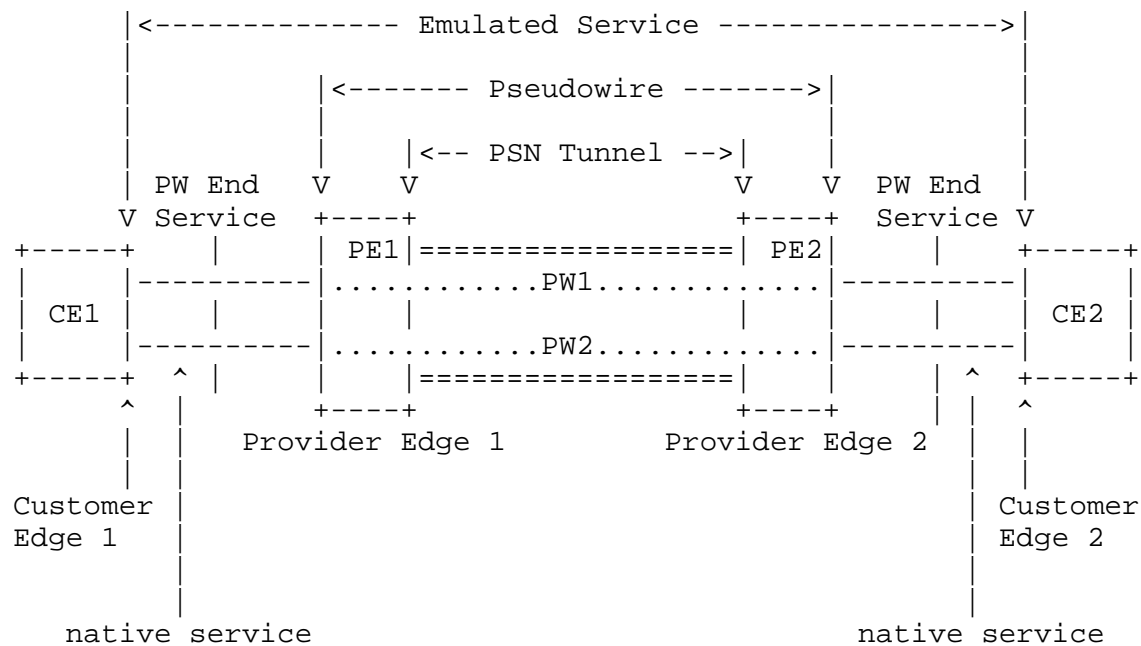 Emulated Service
Pseudowire
PSN Tunnel
PW End V V V V PW End
V Service Service V
PE1 PE2
PW1
CE1 CE2
PW2
Provider Edge 1 Provider Edge 2
Customer Customer
Edge 1 Edge 2
native service native service